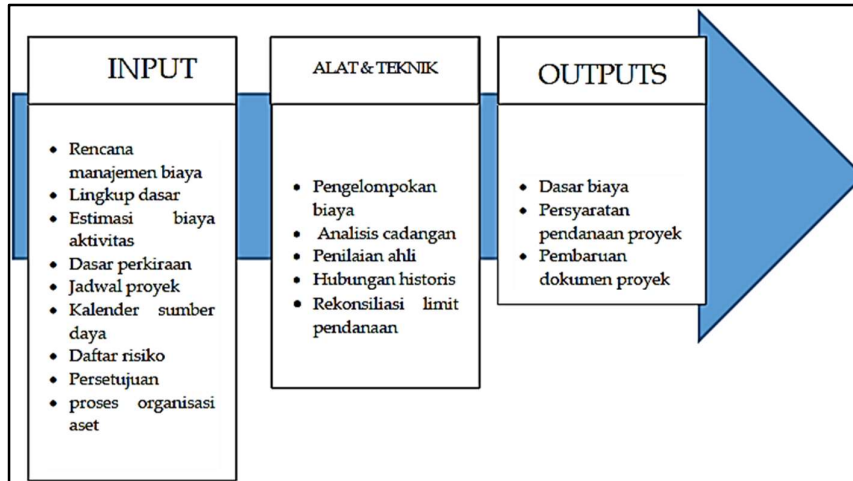 INPUT
• Rencana
manajemen biaya
• Lingkup dasar
• Estimasi biaya
aktivitas
• Dasar perkiraan
• Jadwal proyek
• Kalender sumber
daya
• Daftar risiko
• Persetujuan
• proses organisasi
aset
ALAT & TEKNIK
• Pengelompokan
biaya
• Analisis cadangan
• Penilaian ahli
• Hubungan historis
• Rekonsiliasi limit
pendanaan
OUTPUTS
• Dasar biaya
• Persyaratan
pendanaan proyek
• Pembaruan
dokumen proyek